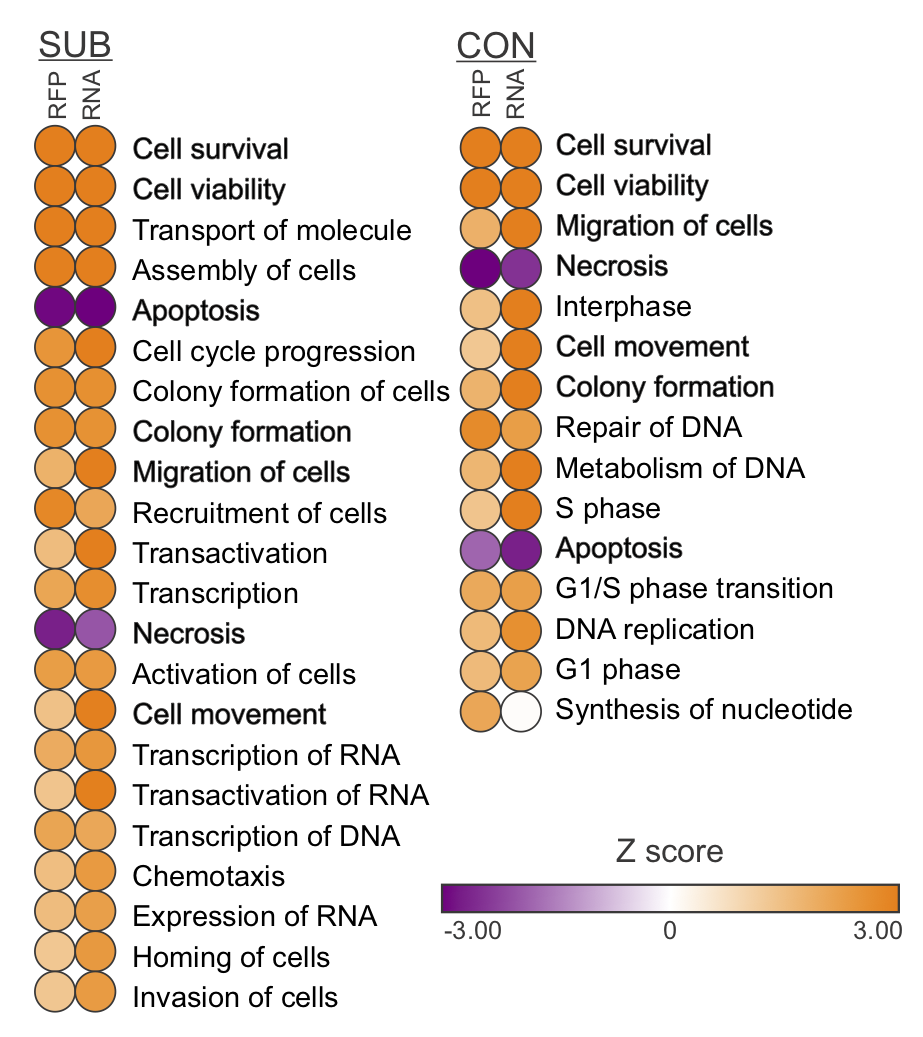 SUB
RFP RNA
Cell survival
Cell viability
Transport of molecule
Assembly of cells
Apoptosis
Cell cycle progression
Colony formation of cells
Colony formation
Migration of cells
Recruitment of cells
Transactivation
Transcription
Necrosis
Activation of cells
Cell movement
Transcription of RNA
Transactivation of RNA
Transcription of DNA
Chemotaxis
Expression of RNA
Homing of cells
Invasion of cells
CON
RFP RNA
Cell survival
Cell viability
Migration of cells
Necrosis
Interphase
Cell movement
Colony formation
Repair of DNA
Metabolism of DNA
S phase
Apoptosis
G1/S phase transition
DNA replication
G1 phase
Synthesis of nucleotide
Z score
-3.00 0 3.00